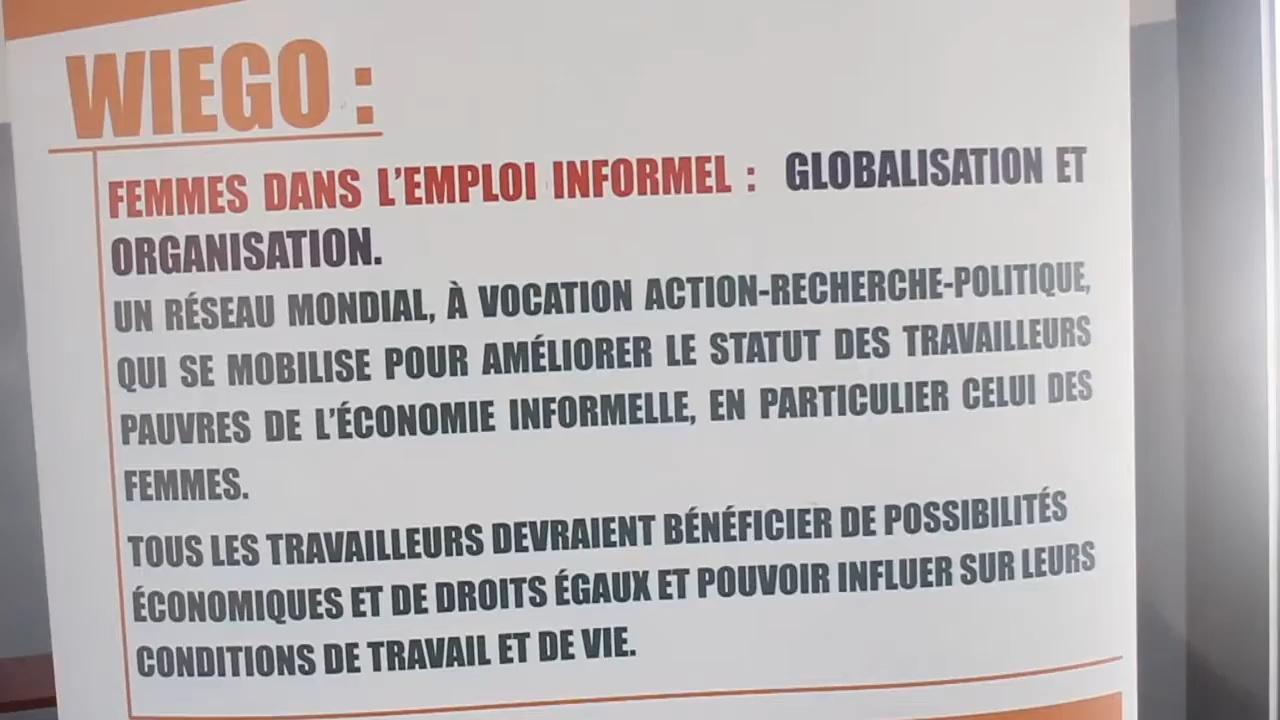 WIEGO :
FEMMES DANS L'EMPLOI INFORMEL : GLOBALISATION ET
ORGANISATION.
UN RÉSEAU MONDIAL, À VOCATION ACTION-RECHERCHE-POLITIQUE,
QUI SE MOBILISE POUR AMÉLIORER LE STATUT DES TRAVAILLEURS
PAUVRES DE L'ÉCONOMIE INFORMELLE, EN PARTICULIER CELUI DES
FEMMES.
TOUS LES TRAVAILLEURS DEVRAIENT BÉNÉFICIER DE POSSIBILITÉS
ÉCONOMIQUES ET DE DROITS ÉGAUX ET POUVOIR INFLUER SUR LEURS
CONDITIONS DE TRAVAIL ET DE VIE.